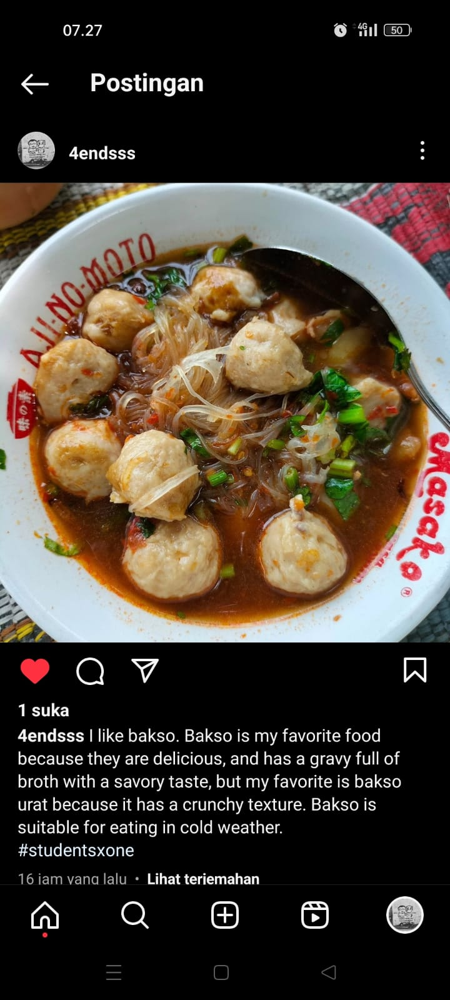 07.27
4G
50
Postingan
4endsss
AJI-NO-MOTO
味の素
Masako
®
1 suka
4endsss I like bakso. Bakso is my favorite food
because they are delicious, and has a gravy full of
broth with a savory taste, but my favorite is bakso
urat because it has a crunchy texture. Bakso is
suitable for eating in cold weather.
#studentsxone
16 jam yang lalu • Lihat terjemahan